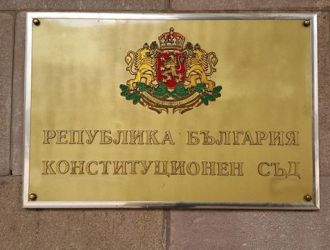 РЕПУБЛИКА БЪЛГАРИЯ
КОНСТИТУЦИОНЕН СЪД